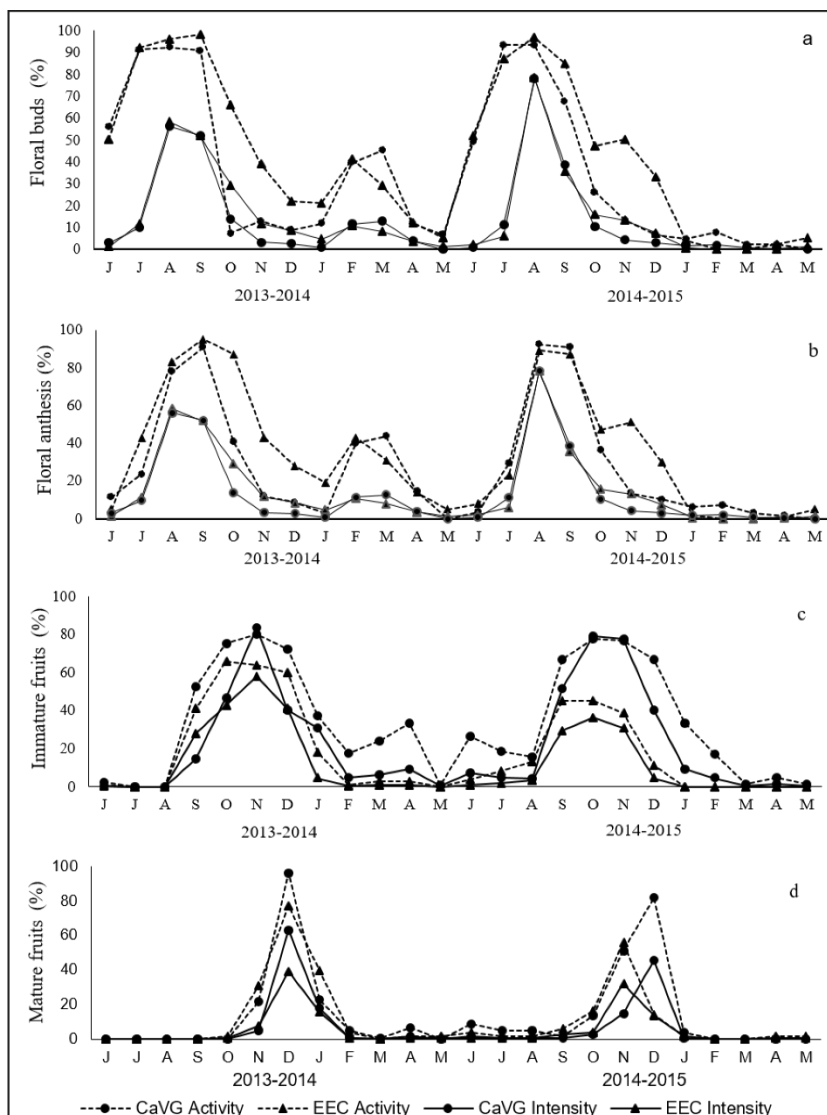 a
Floral buds (%)
100
90
80
70
60
50
40
30
20
10
0
J J A S O N D J F M A M J J A S O N D J F M A M
2013-2014 2014-2015
b
Floral anthesis (%)
100
80
60
40
20
0
J J A S O N D J F M A M J J A S O N D J F M A M
2013-2014 2014-2015
c
Immature fruits (%)
100
80
60
40
20
0
J J A S O N D J F M A M J J A S O N D J F M A M
2013-2014 2014-2015
d
Mature fruits (%)
100
80
60
40
20
0
J J A S O N D J F M A M J J A S O N D J F M A M
2013-2014 2014-2015
CaVG Activity EEC Activity CaVG Intensity EEC Intensity